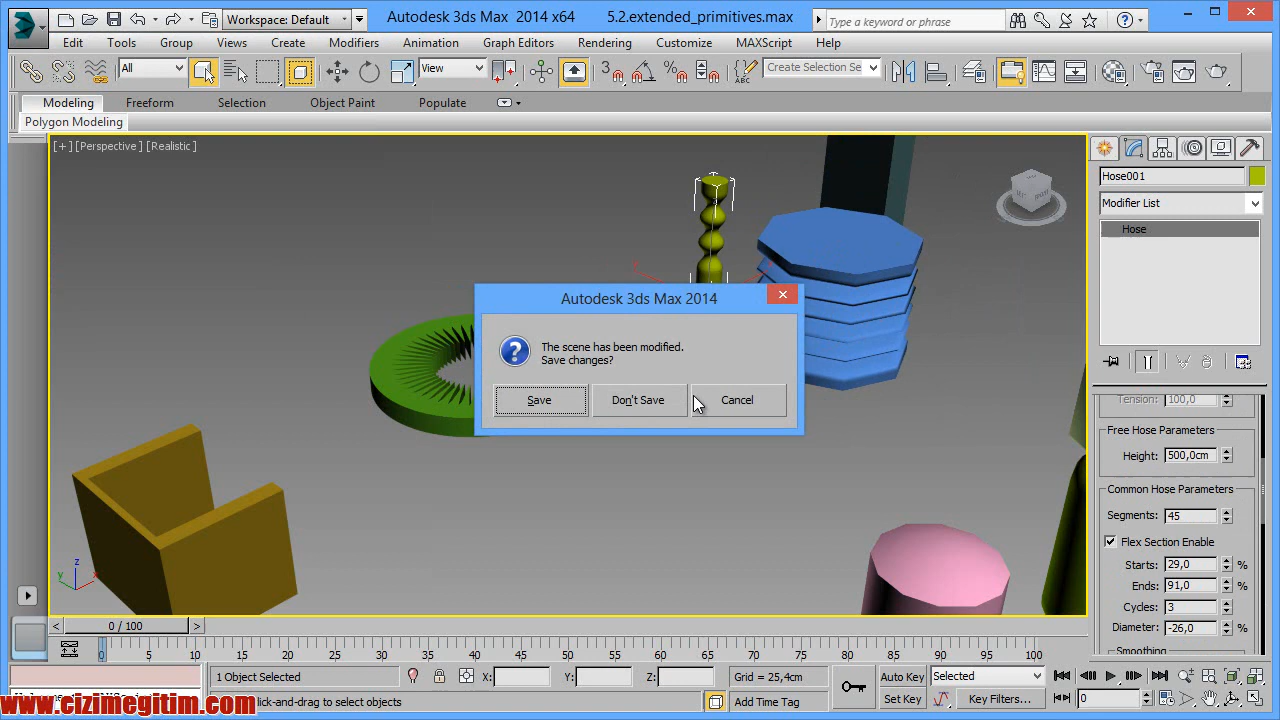 Workspace: Default
Autodesk 3ds Max 2014 x64
5.2.extended_primitives.max
Type a keyword or phrase
Edit Tools Group Views Create Modifiers Animation Graph Editors Rendering Customize MAXScript Help
All
View
3
Create Selection Se
Modeling Freeform Selection Object Paint Populate
Polygon Modeling
[+] [Perspective] [Realistic]
Hose001
Modifier List
Hose
Autodesk 3ds Max 2014
The scene has been modified.
Save changes?
Save Don't Save Cancel
Tension: 100,0
Free Hose Parameters
Height: 500,0cm
Common Hose Parameters
Segments: 45
Flex Section Enable
Starts: 29,0 %
Ends: 91,0 %
Cycles: 3
Diameter: -26,0 %
Smoothing
z
y
x
< 0 / 100 >
0 5 10 15 20 25 30 35 40 45 50 55 60 65 70 75 80 85 90 95 100
1 Object Selected
X: Y: Z:
Grid = 25,4cm
Auto Key
Selected
www.cizimegitim.com
click-and-drag to select objects
Add Time Tag
Set Key
Key Filters...
0